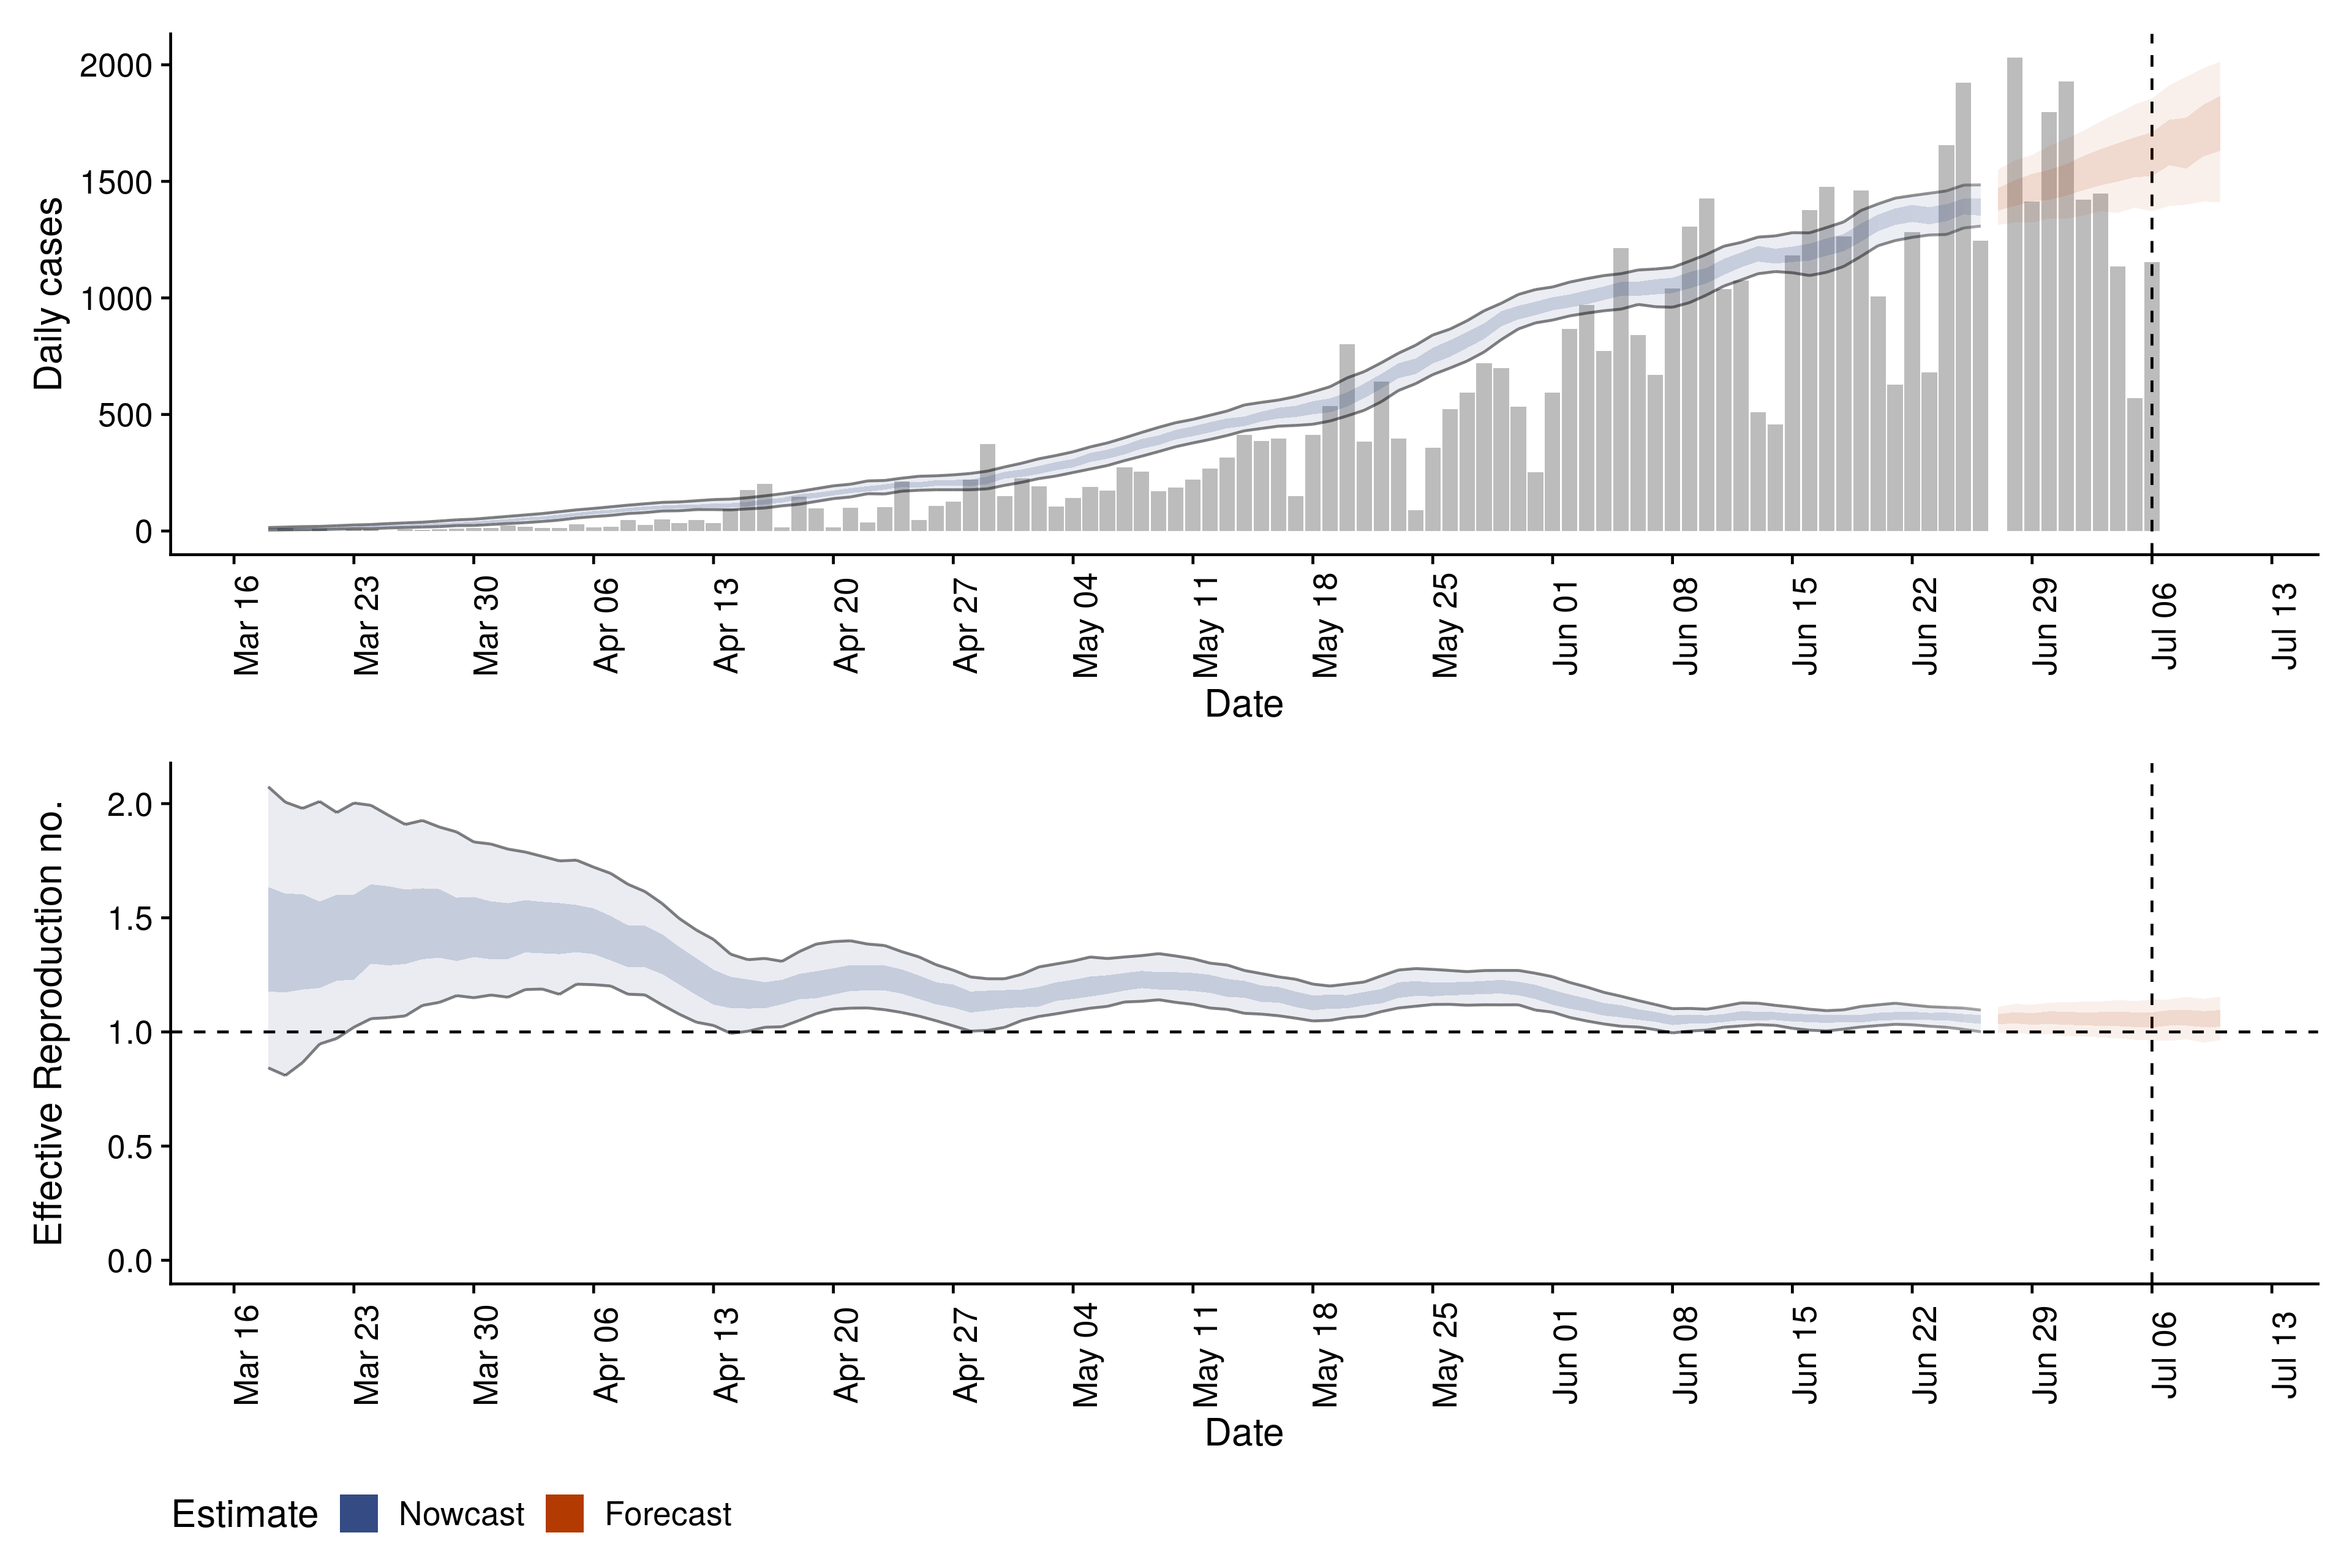 Daily cases
2000
1500
1000
500
0
Mar 16
Mar 23
Mar 30
Apr 06
Apr 13
Apr 20
Apr 27
May 04
May 11
May 18
May 25
Jun 01
Jun 08
Jun 15
Jun 22
Jun 29
Jul 06
Jul 13
Date
Effective Reproduction no.
2.0
1.5
1.0
0.5
0.0
Mar 16
Mar 23
Mar 30
Apr 06
Apr 13
Apr 20
Apr 27
May 04
May 11
May 18
May 25
Jun 01
Jun 08
Jun 15
Jun 22
Jun 29
Jul 06
Jul 13
Date
Estimate Nowcast Forecast